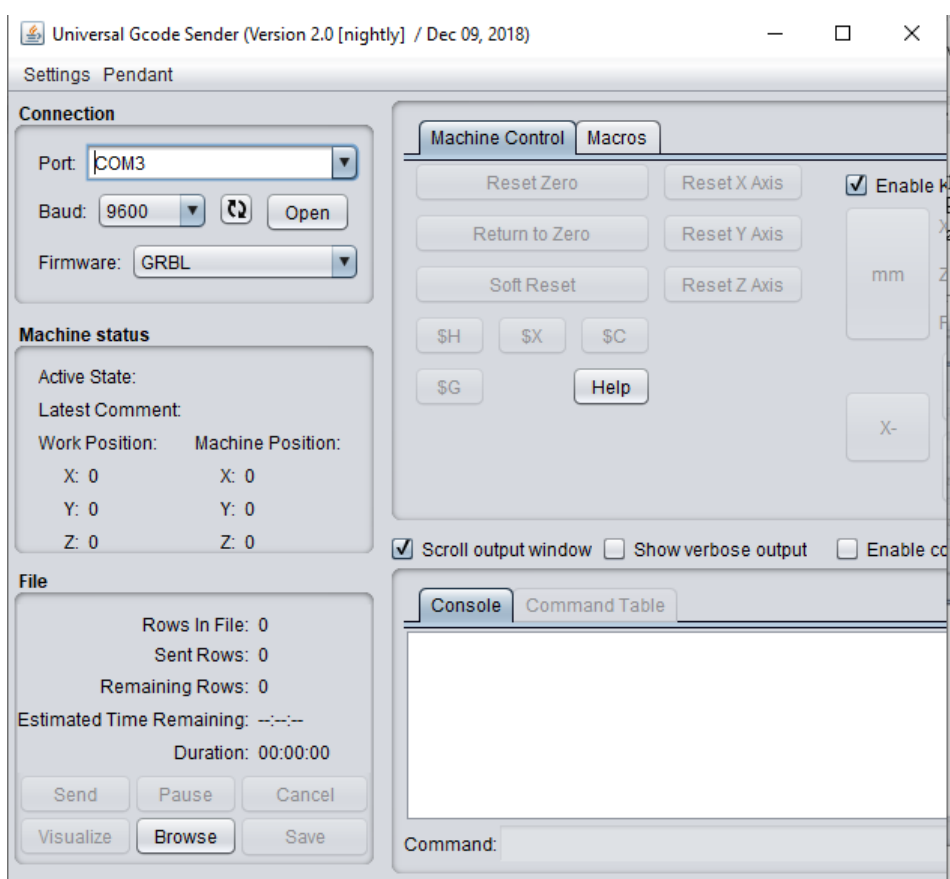 Universal Gcode Sender (Version 2.0 [nightly] / Dec 09, 2018)
Settings Pendant
Connection
Port: COM3
Baud: 9600 Open
Firmware: GRBL
Machine status
Active State:
Latest Comment:
Work Position: Machine Position:
X: 0 X: 0
Y: 0 Y: 0
Z: 0 Z: 0
File
Rows In File: 0
Sent Rows: 0
Remaining Rows: 0
Estimated Time Remaining: --:--:--
Duration: 00:00:00
Send Pause Cancel
Visualize Browse Save
Machine Control Macros
Reset Zero Reset X Axis Enable
Return to Zero Reset Y Axis
Soft Reset Reset Z Axis mm
$H $X $C
$G Help
X-
Scroll output window Show verbose output Enable
Console Command Table
Command: